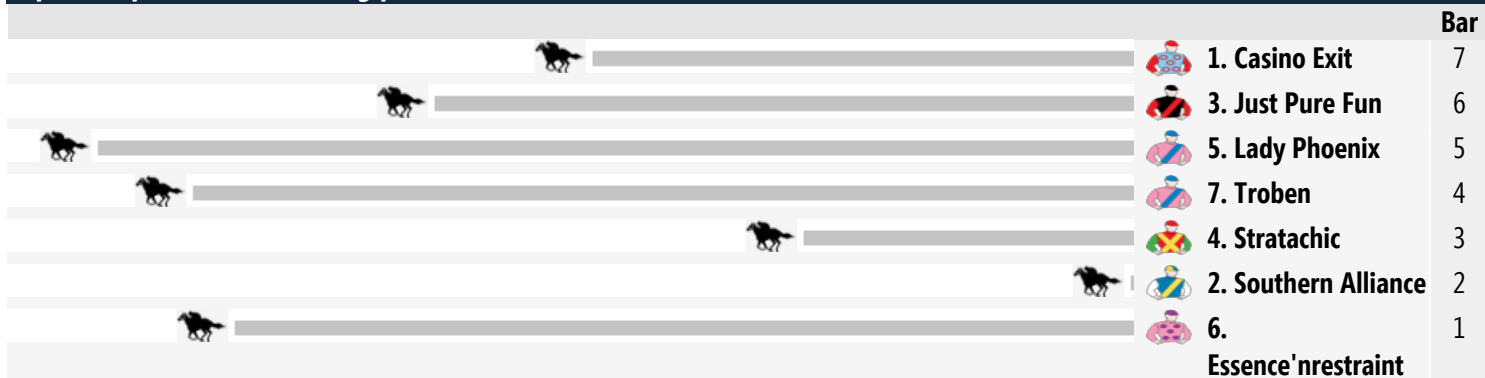 Bar
1. Casino Exit 7
3. Just Pure Fun 6
5. Lady Phoenix 5
7. Troben 4
4. Stratachic 3
2. Southern Alliance 2
6. 1
Essence'nrestraint